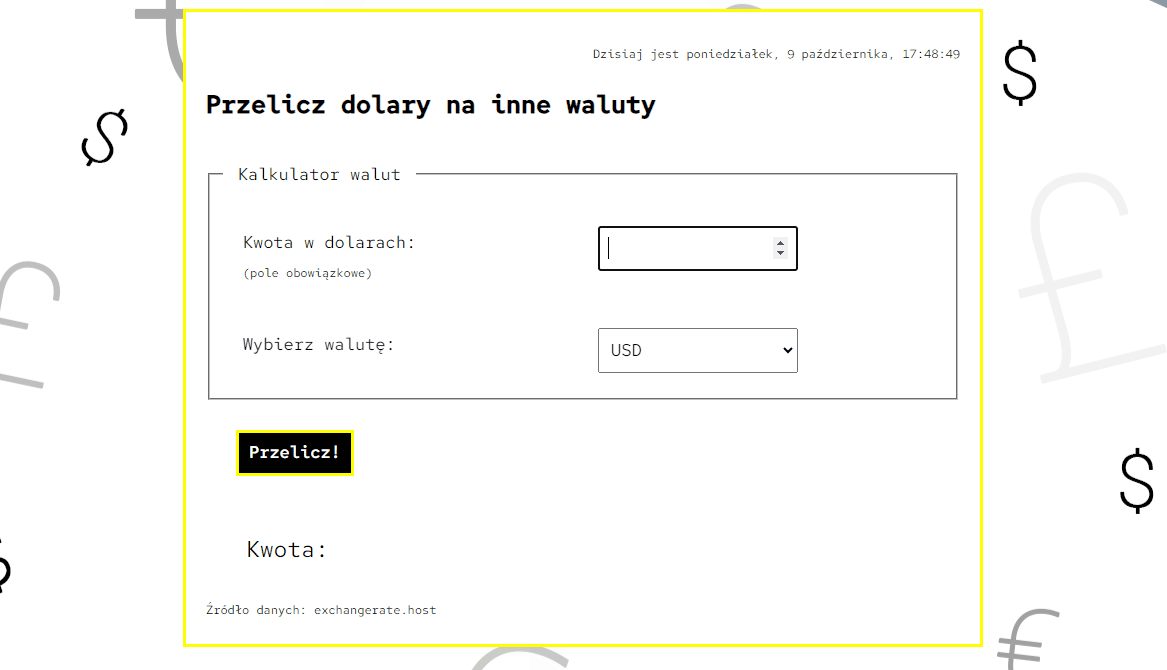 Dzisiaj jest poniedziałek, 9 października, 17:48:49
Przelicz dolary na inne waluty
Kalkulator walut
Kwota w dolarach:
(pole obowiązkowe)
Wybierz walutę:
USD
Przelicz!
Kwota:
Źródło danych: exchangerate.host